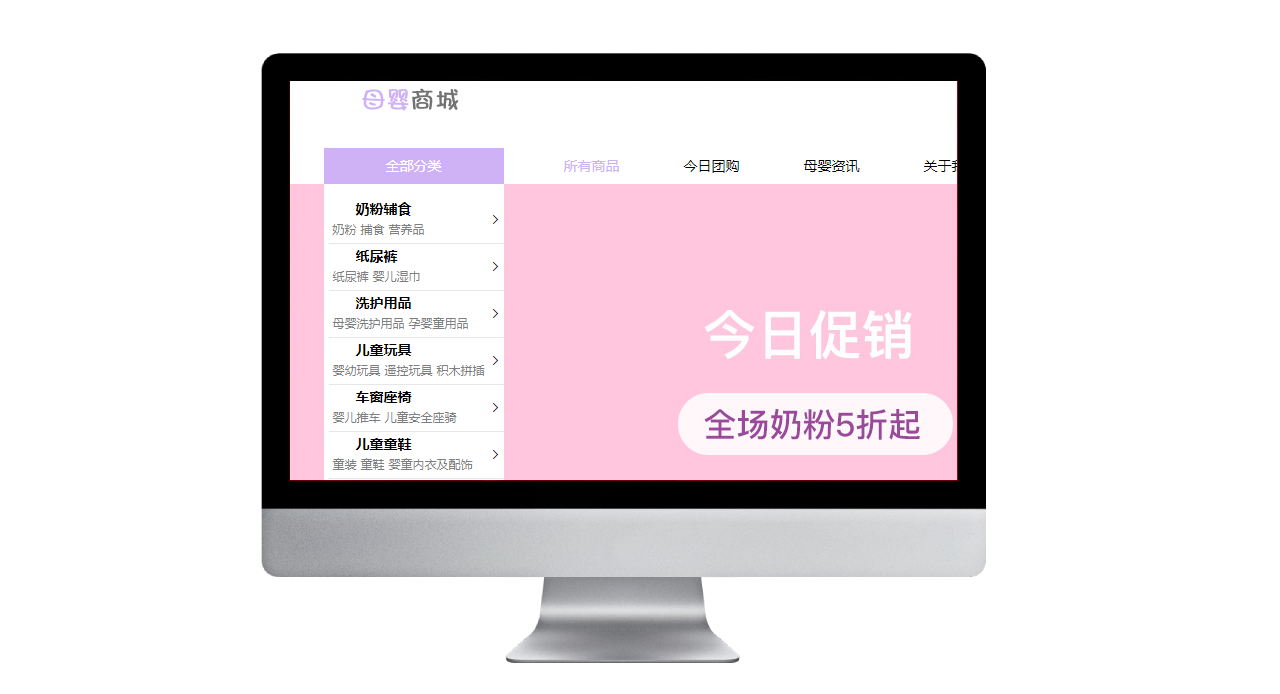 母婴商城
全部分类 所有商品 今日团购 母婴资讯 关于
奶粉辅食
奶粉 捕食 营养品
纸尿裤
纸尿裤 婴儿湿巾
洗护用品
母婴洗护用品 孕婴童用品
儿童玩具
婴幼玩具 遥控玩具 积木拼插
车窗座椅
婴儿推车 儿童安全座骑
儿童童鞋
童装 童鞋 婴童内衣及配饰
今日促销
全场奶粉5折起